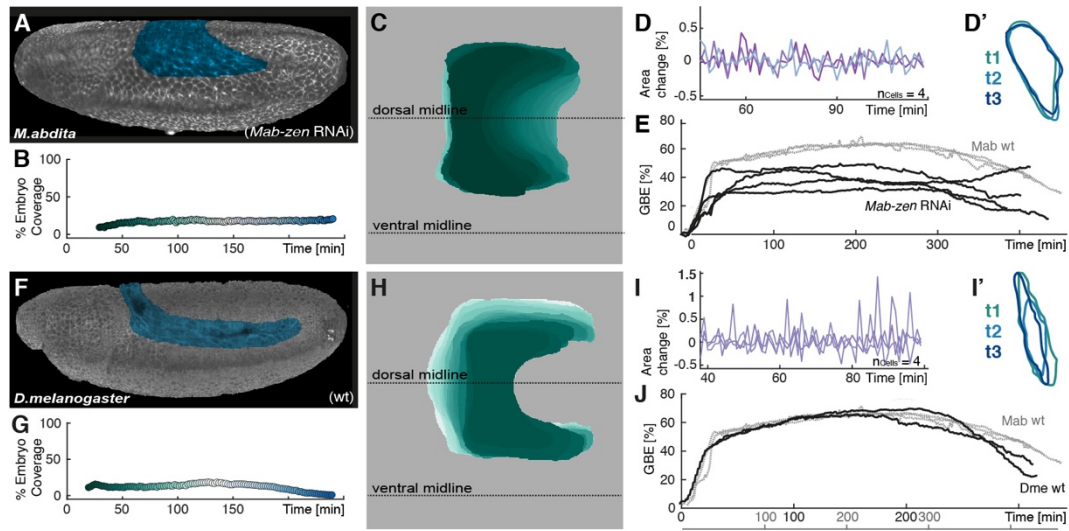 A
M.abdita
(Mab-zen RNAi)
B
% Embryo
Coverage
100
50
0
0
50
100
150
Time [min]
C
dorsal midline
ventral midline
D
Area
change [%]
0.5
0
-0.5
nCells = 4
60
90
Time [min]
D'
t1
t2
t3
E
GBE [%]
80
60
40
20
0
Mab wt
Mab-zen RNAi
0
100
200
300
Time [min]
F
D.melanogaster
(wt)
G
% Embryo
Coverage
100
50
0
0
50
100
150
Time [min]
H
dorsal midline
ventral midline
I
Area
change [%]
1.5
1
0.5
0
-0.5
nCells = 4
40
60
80
Time [min]
I'
t1
t2
t3
J
GBE [%]
80
60
40
20
0
Mab wt
Dme wt
0
100
100
200
200
300
Time [min]